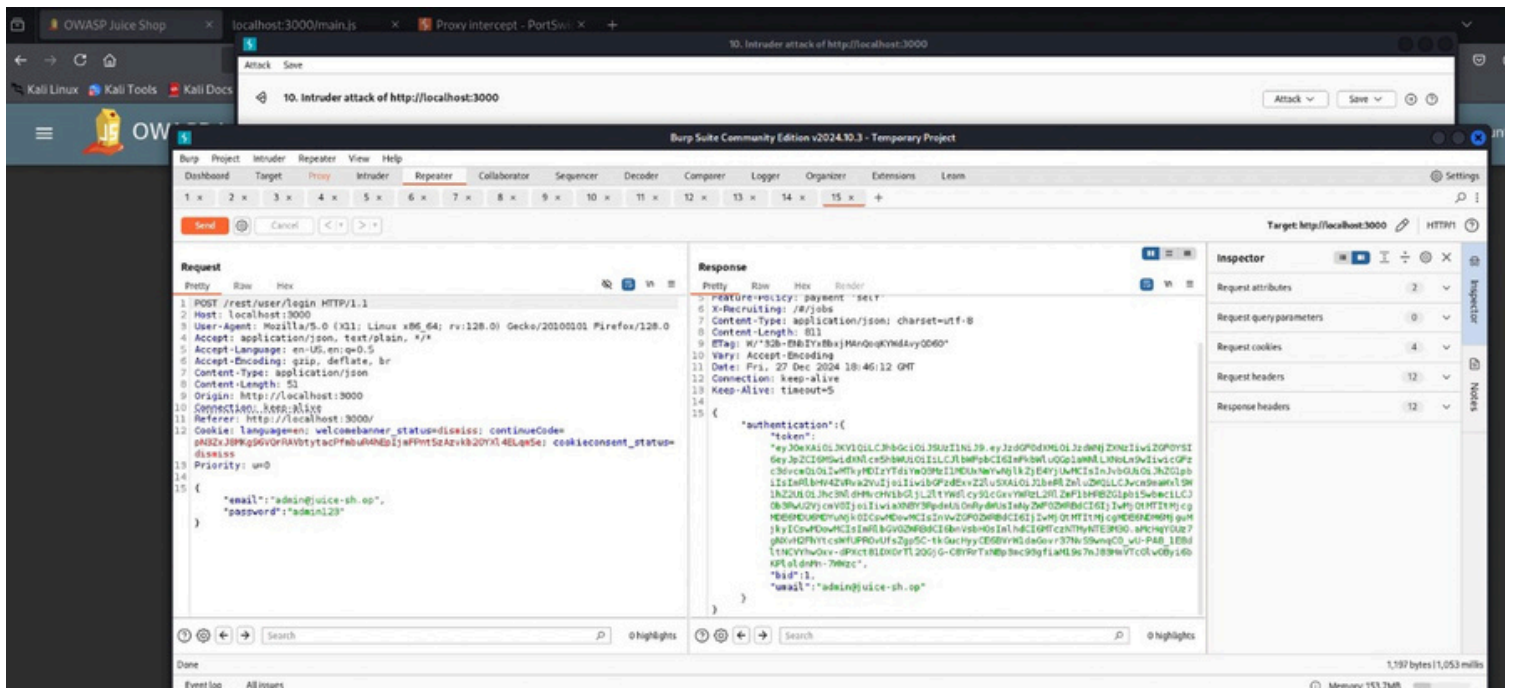 OWASP Juice Shop × localhost:3000/main.js × Proxy intercept - PortSwi × +
10. Intruder attack of http://localhost:3000
Attack Save
Kali Linux Kali Tools Kali Docs
10. Intruder attack of http://localhost:3000
Attack Save
OW
Burp Suite Community Edition v2024.10.3 - Temporary Project
Burp Project Intruder Repeater View Help
Dashboard Target Proxy Intruder Repeater Collaborator Sequencer Decoder Comparer Logger Organizer Extensions Learn Settings
1 × 2 × 3 × 4 × 5 × 6 × 7 × 8 × 9 × 10 × 11 × 12 × 13 × 14 × 15 × +
Send Cancel < > Target: http://localhost:3000 HTTP/1
Request
Pretty Raw Hex
1 POST /rest/user/login HTTP/1.1
2 Host: localhost:3000
3 User-Agent: Mozilla/5.0 (X11; Linux x86_64; rv:128.0) Gecko/20100101 Firefox/128.0
4 Accept: application/json, text/plain, */*
5 Accept-Language: en-US,en;q=0.5
6 Accept-Encoding: gzip, deflate, br
7 Content-Type: application/json
8 Content-Length: 51
9 Origin: http://localhost:3000
10 Connection: keep-alive
11 Referer: http://localhost:3000/
12 Cookie: language=en; welcomebanner_status=dismiss; continueCode=
cookieconsent_status=
dismiss
13 Priority: u=0
14
15 {
"email":"admin@juice-sh.op",
"password":"admin123"
}
Response
Pretty Raw Hex Render
5 Feature-Policy: payment 'self'
6 X-Recruiting: /#/jobs
7 Content-Type: application/json; charset=utf-8
8 Content-Length: 811
9 ETag:
10 Vary: Accept-Encoding
11 Date: Fri, 27 Dec 2024 18:46:12 GMT
12 Connection: keep-alive
13 Keep-Alive: timeout=5
14
15 {
"authentication":{
"token":
"bid":1,
"umail":"admin@juice-sh.op"
}
}
Inspector
Request attributes 2
Request query parameters 0
Request cookies 4
Request headers 12
Response headers 12
Inspector
Notes
Search 0 highlights
Search 0 highlights
Done 1,197 bytes | 1,053 millis
Event log All issues Memory: 153.7MB